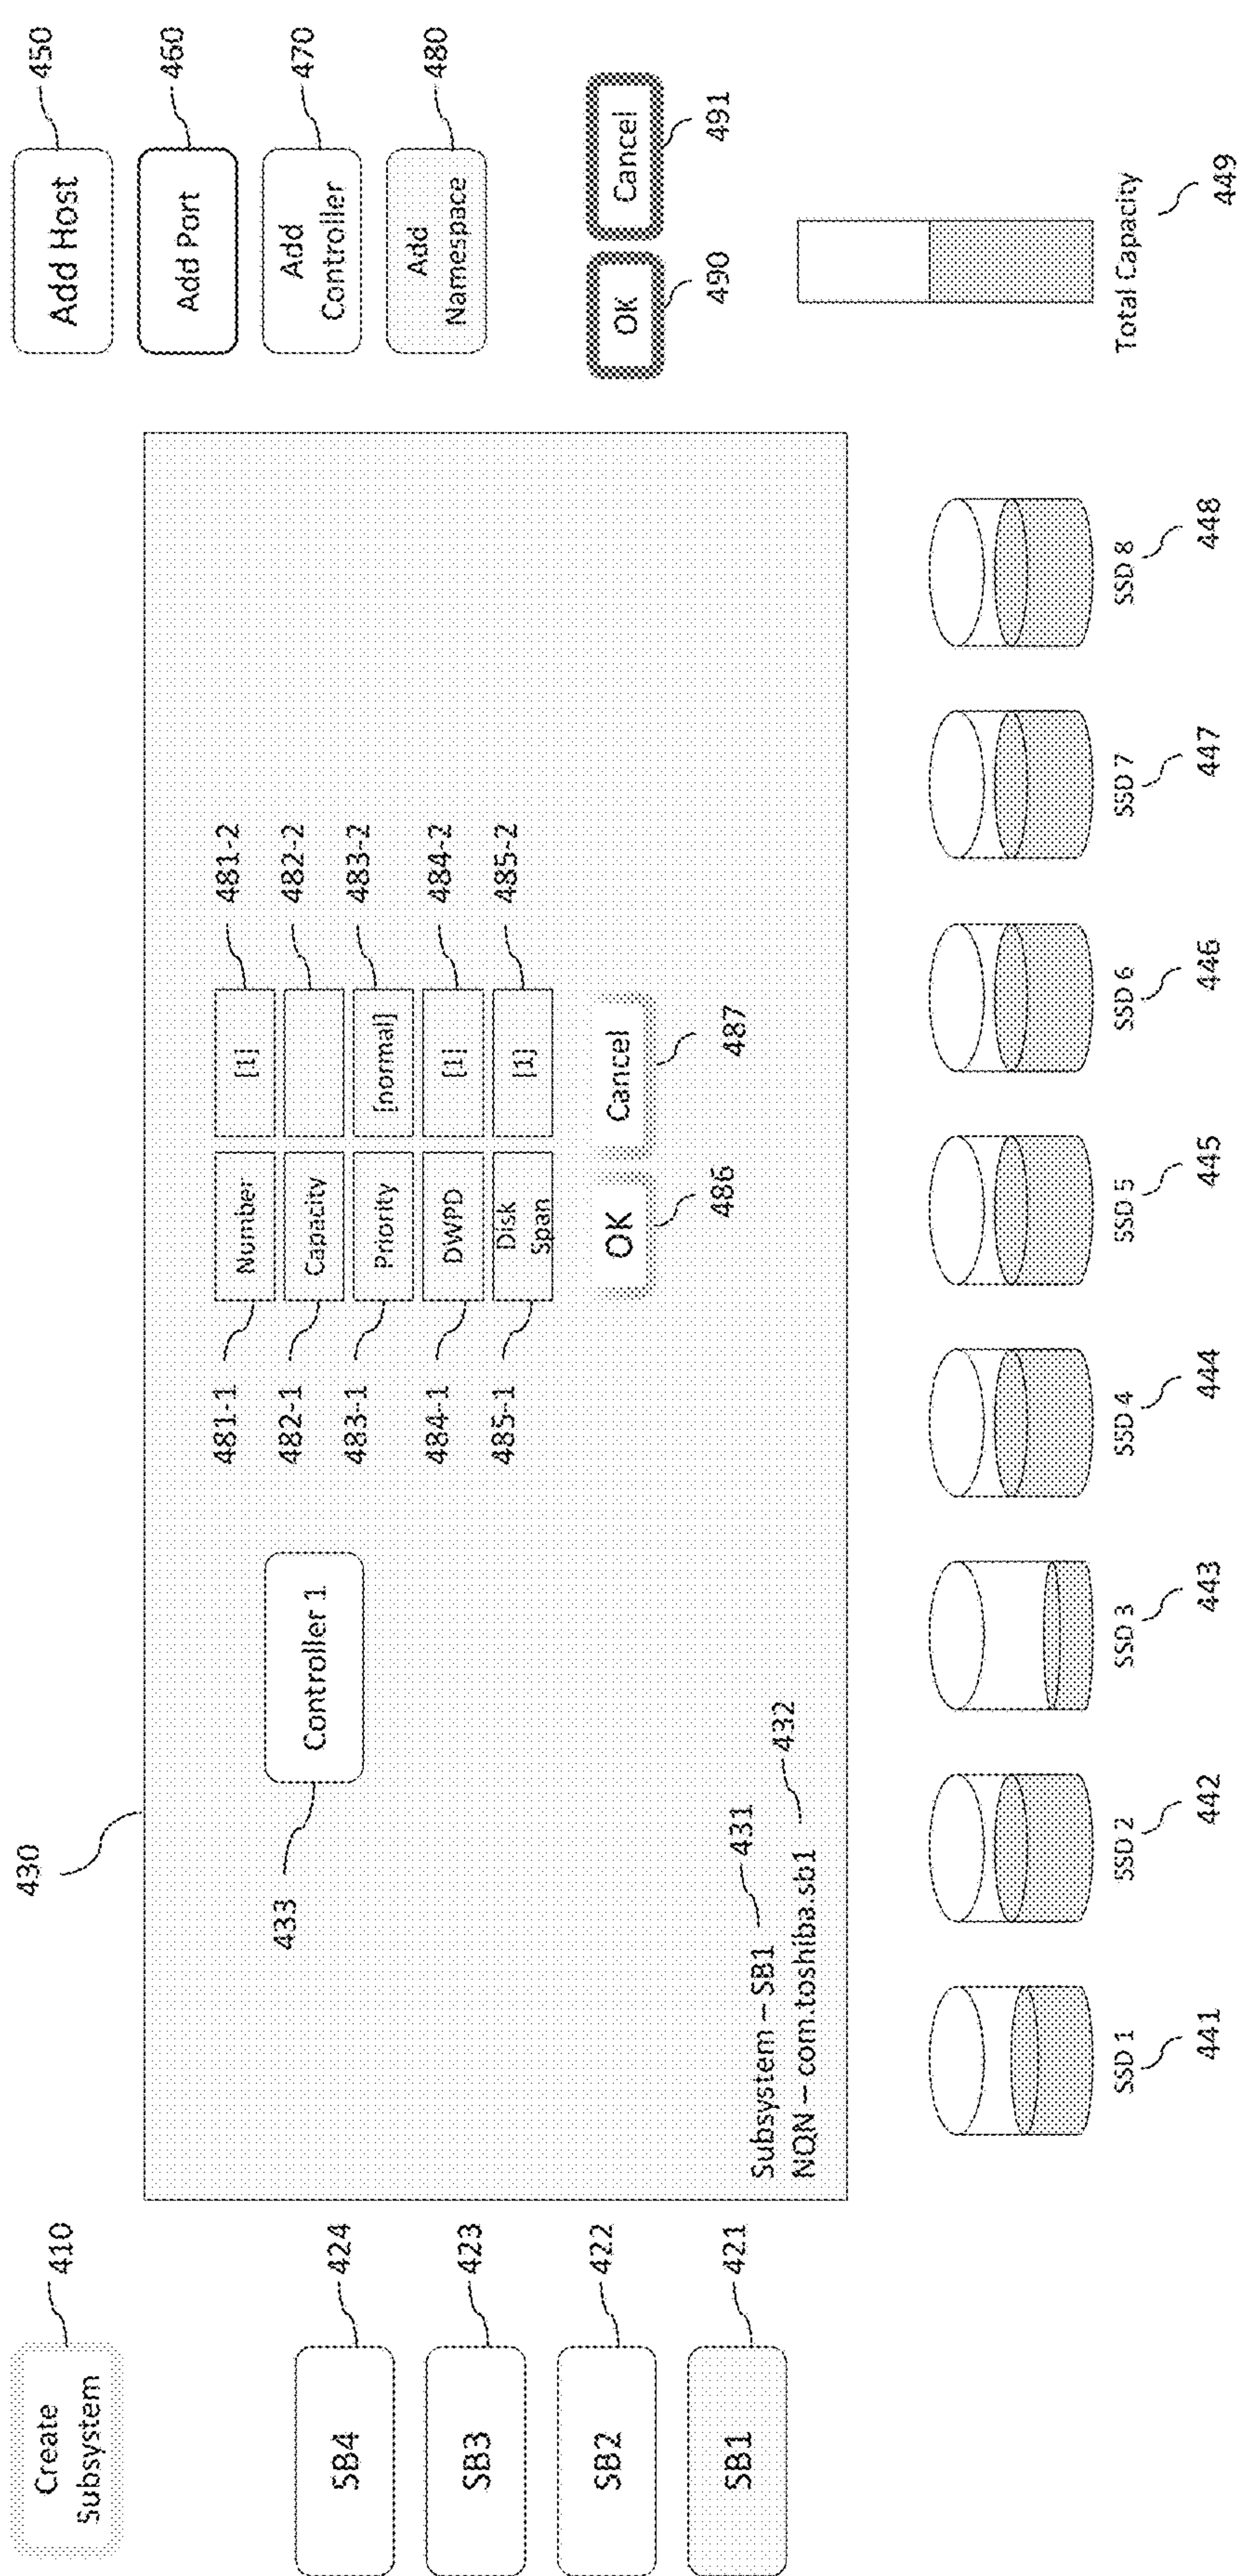 Create
Subsystem
410
430
Add Host
450
Add Port
460
Add
Controller
470
Add
Namespace
480
SB4
424
SB3
423
SB2
422
SB1
421
433
Controller 1
481-1
Number
[1]
481-2
482-1
Capacity
482-2
483-1
Priority
[normal]
483-2
484-1
DWPD
[1]
484-2
485-1
Disk
Span
[1]
485-2
OK
486
Cancel
487
OK
490
Cancel
491
Subsystem – SB1
431
NQN – com.toshiba.sb1
432
SSD 1
441
SSD 2
442
SSD 3
443
SSD 4
444
SSD 5
445
SSD 6
446
SSD 7
447
SSD 8
448
Total Capacity
449